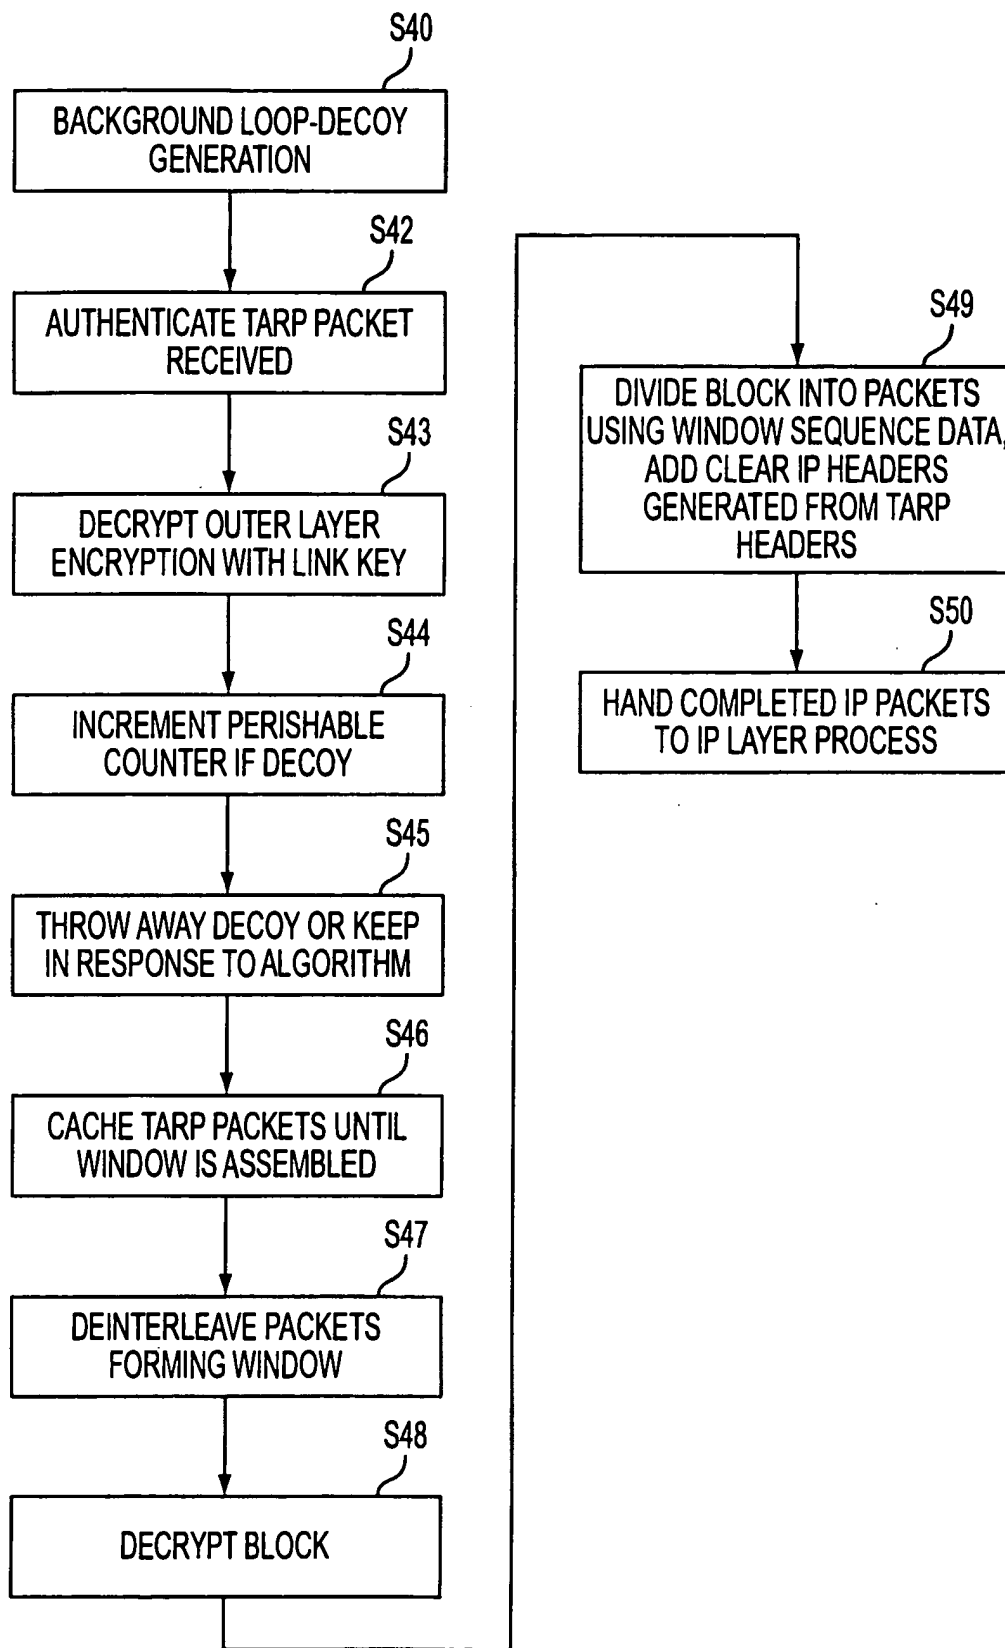 S40
BACKGROUND LOOP-DECOY
GENERATION
S42
AUTHENTICATE TARP PACKET
RECEIVED
S43
DECRYPT OUTER LAYER
ENCRYPTION WITH LINK KEY
S44
INCREMENT PERISHABLE
COUNTER IF DECOY
S45
THROW AWAY DECOY OR KEEP
IN RESPONSE TO ALGORITHM
S46
CACHE TARP PACKETS UNTIL
WINDOW IS ASSEMBLED
S47
DEINTERLEAVE PACKETS
FORMING WINDOW
S48
DECRYPT BLOCK
S49
DIVIDE BLOCK INTO PACKETS
USING WINDOW SEQUENCE DATA,
ADD CLEAR IP HEADERS
GENERATED FROM TARP
HEADERS
S50
HAND COMPLETED IP PACKETS
TO IP LAYER PROCESS